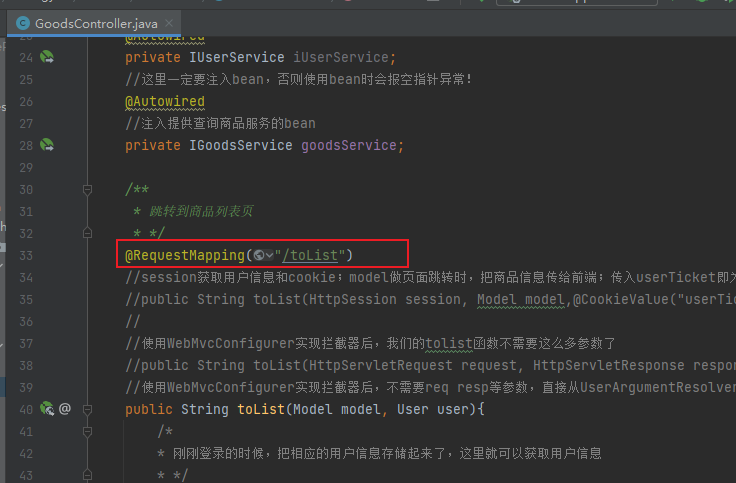 GoodsController.java
@Autowired
24 private IUserService iUserService;
25 //这里一定要注入bean，否则使用bean时会报空指针异常！
26 @Autowired
27 //注入提供查询商品服务的bean
28 private IGoodsService goodsService;
29
30 /**
31 * 跳转到商品列表页
32 * */
33 @RequestMapping("/toList")
34 //session获取用户信息和cookie；model做页面跳转时，把商品信息传给前端；传入userTicket即为
35 //public String toList(HttpSession session, Model model,@CookieValue("userTic
36 //
37 //使用WebMvcConfigurer实现拦截器后，我们的tolist函数不需要这么多参数了
38 //public String toList(HttpServletRequest request, HttpServletResponse respon
39 //使用WebMvcConfigurer实现拦截器后，不需要req resp等参数，直接从UserArgumentResolver
40 @ public String toList(Model model, User user){
41 /*
42 * 刚刚登录的时候，把相应的用户信息存储起来了，这里就可以获取用户信息
43 * */